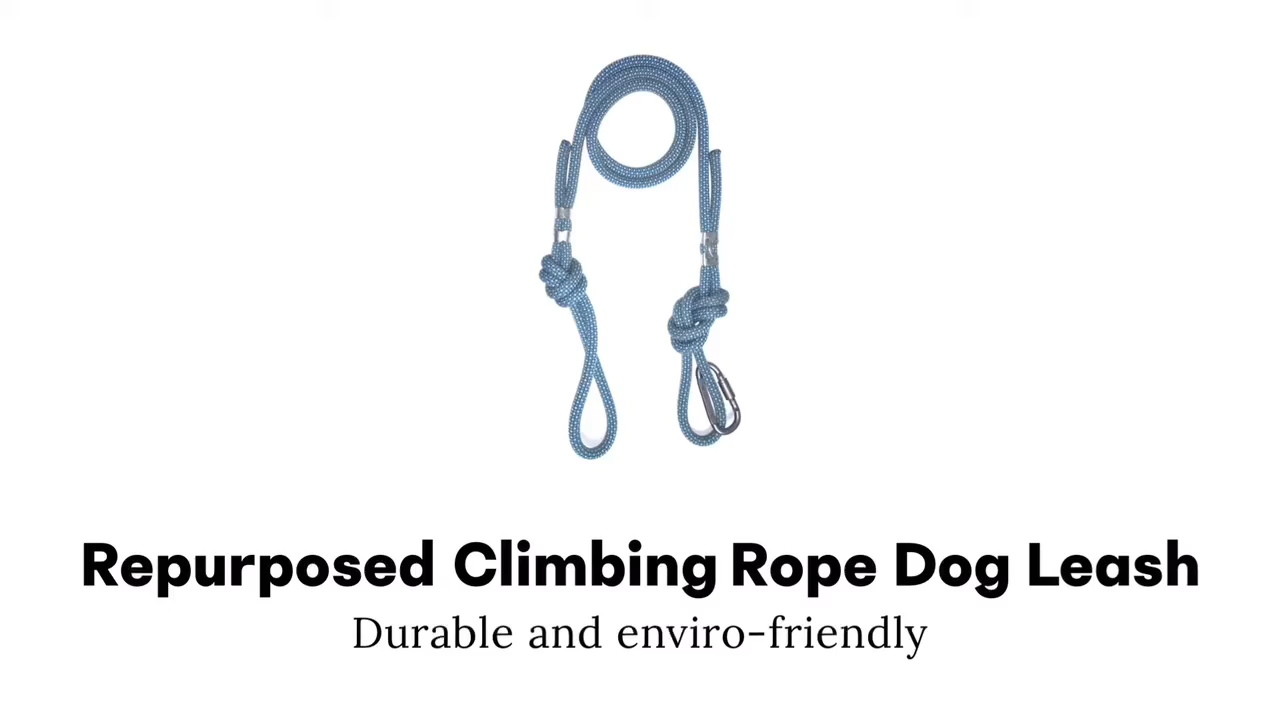 Repurposed Climbing Rope Dog Leash
Durable and enviro-friendly